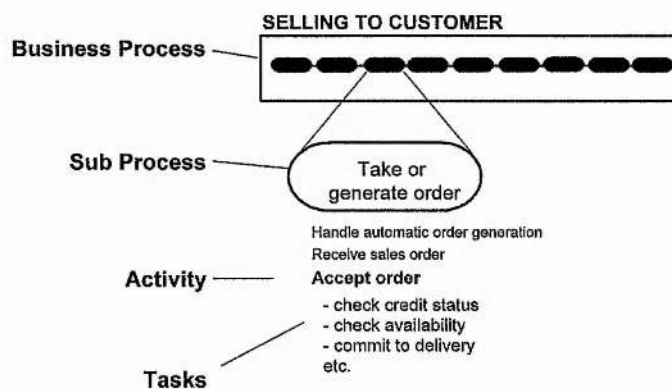 SELLING TO CUSTOMER
Business Process
Sub Process
Take or
generate order
Handle automatic order generation
Receive sales order
Activity
Accept order
- check credit status
- check availability
- commit to delivery
etc.
Tasks